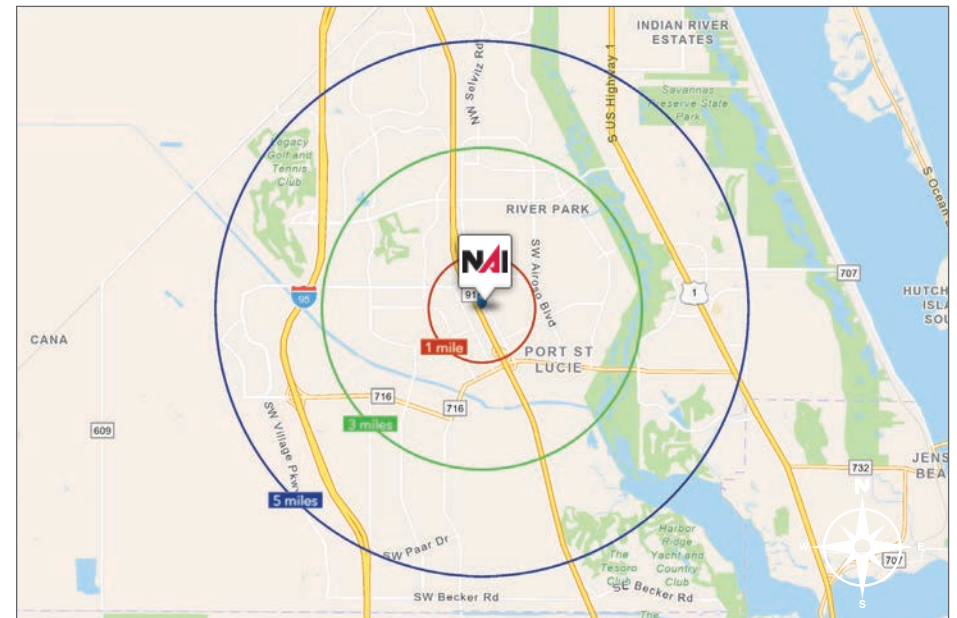 INDIAN RIVER
ESTATES
NW Selvitz Rd
S US Highway 1
Savannas
Preserve State
Park
Legacy
Golf and
Tennis
Club
S Ocean
RIVER PARK
NAI
SW Airoso Blvd
707
95
91
1
HUTCH
ISLA
SOU
CANA
1 mile
PORT ST
LUCIE
716
716
3 miles
609
SW Village Pkwy
JENS
BEA
732
5 miles
N
W
E
S
SW Paar Dr
Harbor
Ridge
Yacht and
Country
Club
The
Tesoro
Club
707
SW Becker Rd
SE Becker Rd
The